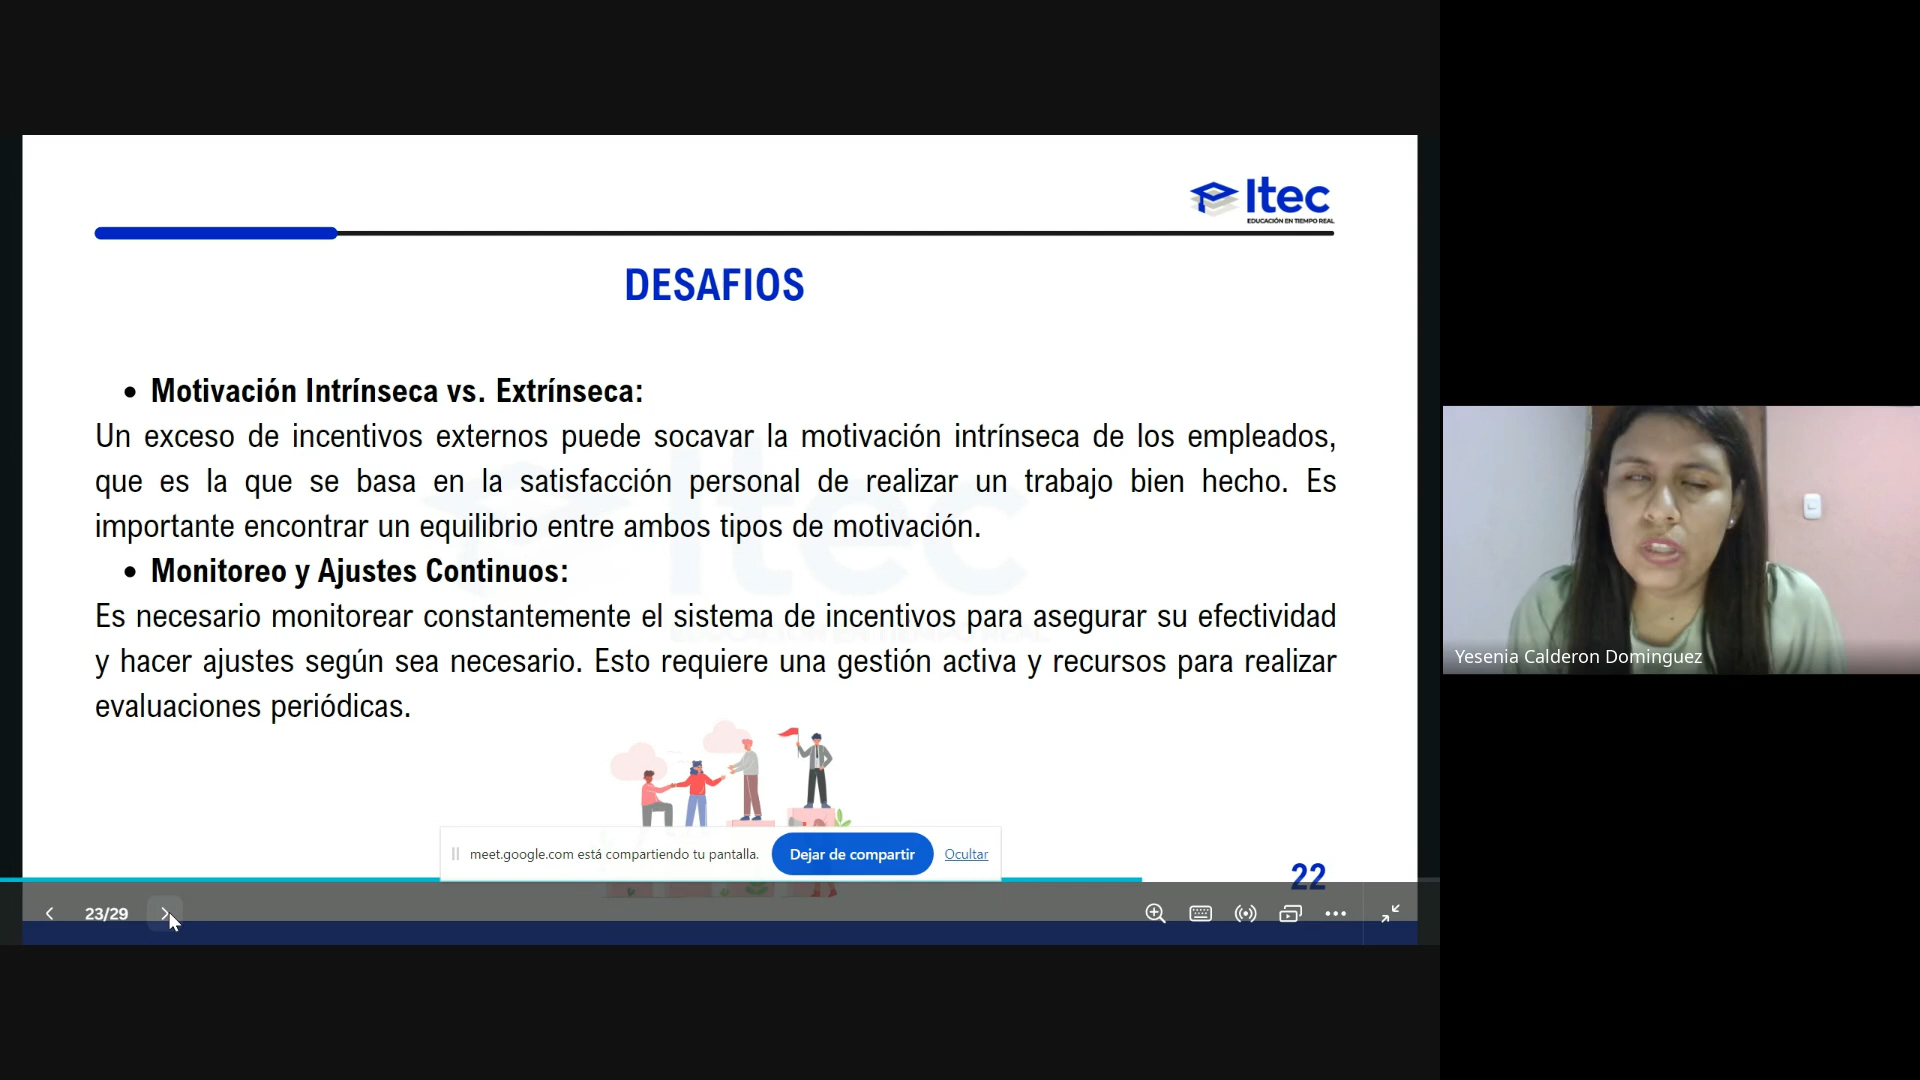 Itec
EDUCACIÓN EN TIEMPO REAL
DESAFIOS
• Motivación Intrínseca vs. Extrínseca:
Un exceso de incentivos externos puede socavar la motivación intrínseca de los empleados,
que es la que se basa en la satisfacción personal de realizar un trabajo bien hecho. Es
importante encontrar un equilibrio entre ambos tipos de motivación.
• Monitoreo y Ajustes Continuos:
Es necesario monitorear constantemente el sistema de incentivos para asegurar su efectividad
y hacer ajustes según sea necesario. Esto requiere una gestión activa y recursos para realizar
evaluaciones periódicas.
Itec
EDUCACIÓN EN TIEMPO REAL
meet.google.com está compartiendo tu pantalla.
Dejar de compartir
Ocultar
22
23/29
Yesenia Calderon Dominguez